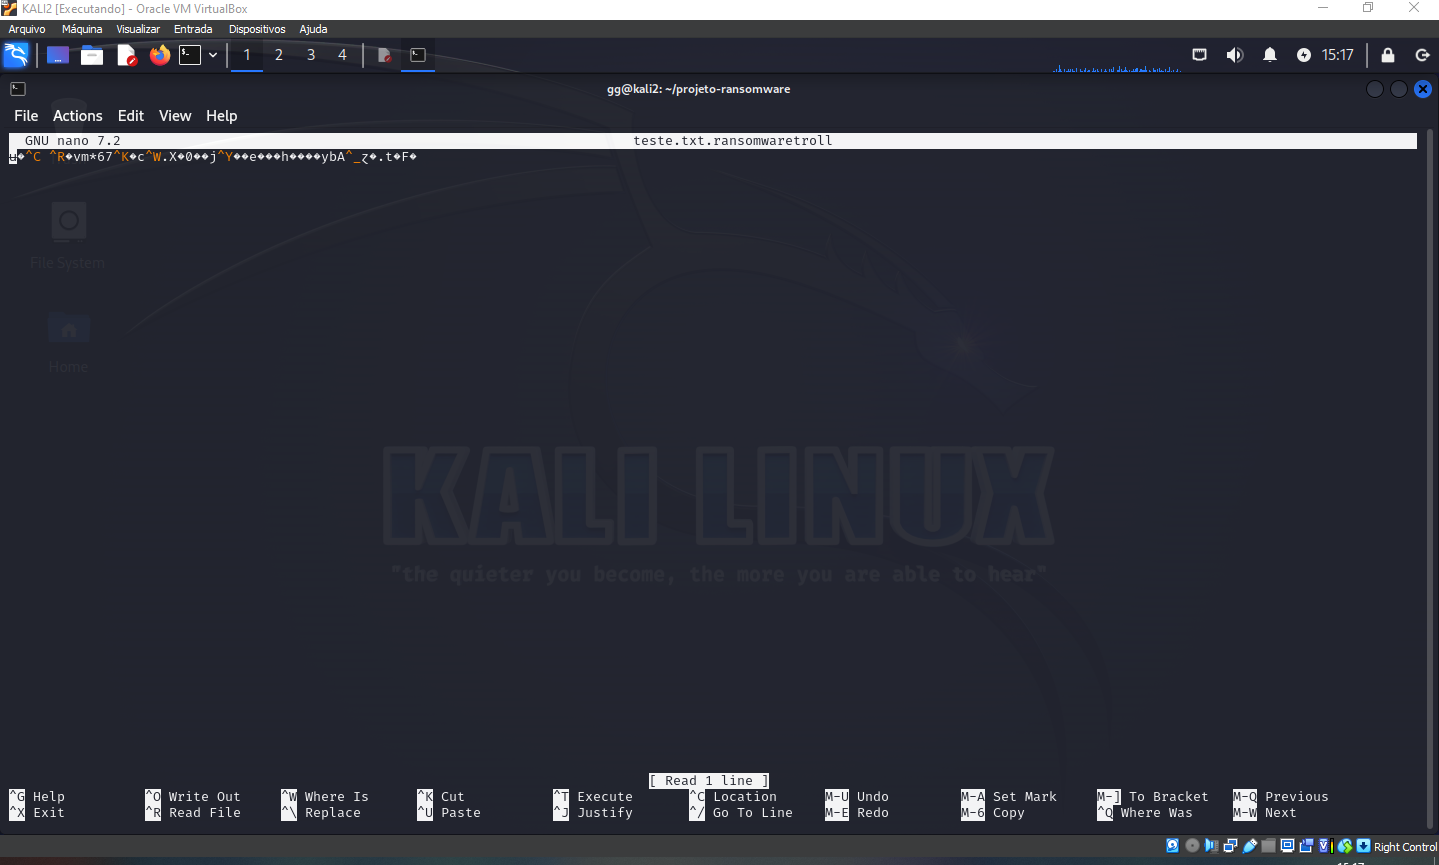 KALI2 [Executando] - Oracle VM VirtualBox
Arquivo Máquina Visualizar Entrada Dispositivos Ajuda
1 2 3 4 15:17
gg@kali2: ~/projeto-ransomware
File Actions Edit View Help
GNU nano 7.2 teste.txt.ransomwaretroll
�^C ^R�vm*67^K�c^W.X�0��j^Y��e���h����ybA^_ʐ�.t�F�
File System
Home
KALI LINUX
"the quieter you become, the more you are able to hear"
[ Read 1 line ]
^G Help ^O Write Out ^W Where Is ^K Cut ^T Execute ^C Location M-U Undo M-A Set Mark M-] To Bracket M-Q Previous
^X Exit ^R Read File ^\ Replace ^U Paste ^J Justify ^/ Go To Line M-E Redo M-6 Copy ^Q Where Was M-W Next
Right Control